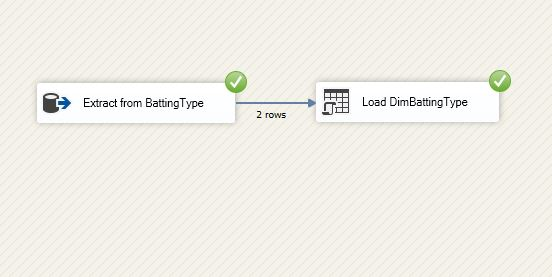 Extract from BattingType
2 rows
Load DimBattingType